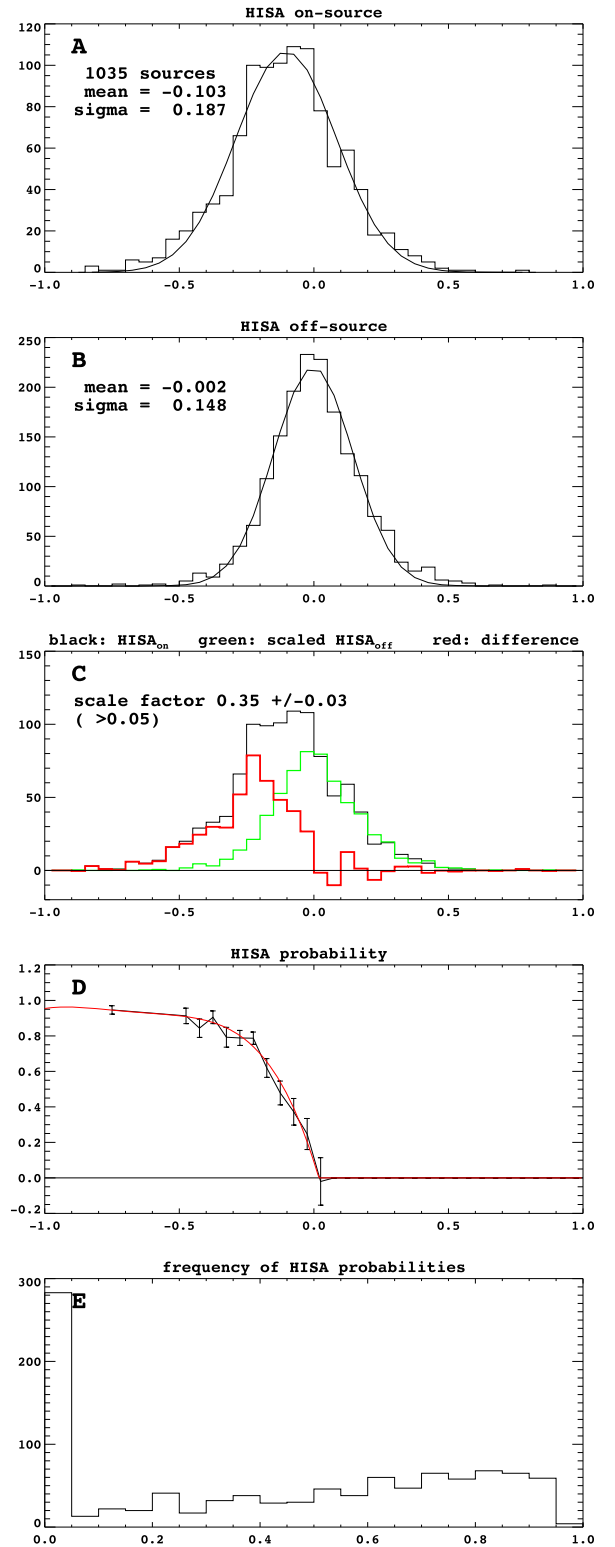 HISA on-source
120
100
80
60
40
20
0
A
1035 sources
mean = -0.103
sigma = 0.187
-1.0 -0.5 0.0 0.5 1.0
HISA off-source
250
200
150
100
50
0
B
mean = -0.002
sigma = 0.148
-1.0 -0.5 0.0 0.5 1.0
black: HISAon green: scaled HISAoff red: difference
150
100
50
0
C
scale factor 0.35 +/-0.03
( >0.05)
-1.0 -0.5 0.0 0.5 1.0
HISA probability
1.2
1.0
0.8
0.6
0.4
0.2
0.0
-0.2
D
-1.0 -0.5 0.0 0.5 1.0
frequency of HISA probabilities
300
200
100
0
E
0.0 0.2 0.4 0.6 0.8 1.0